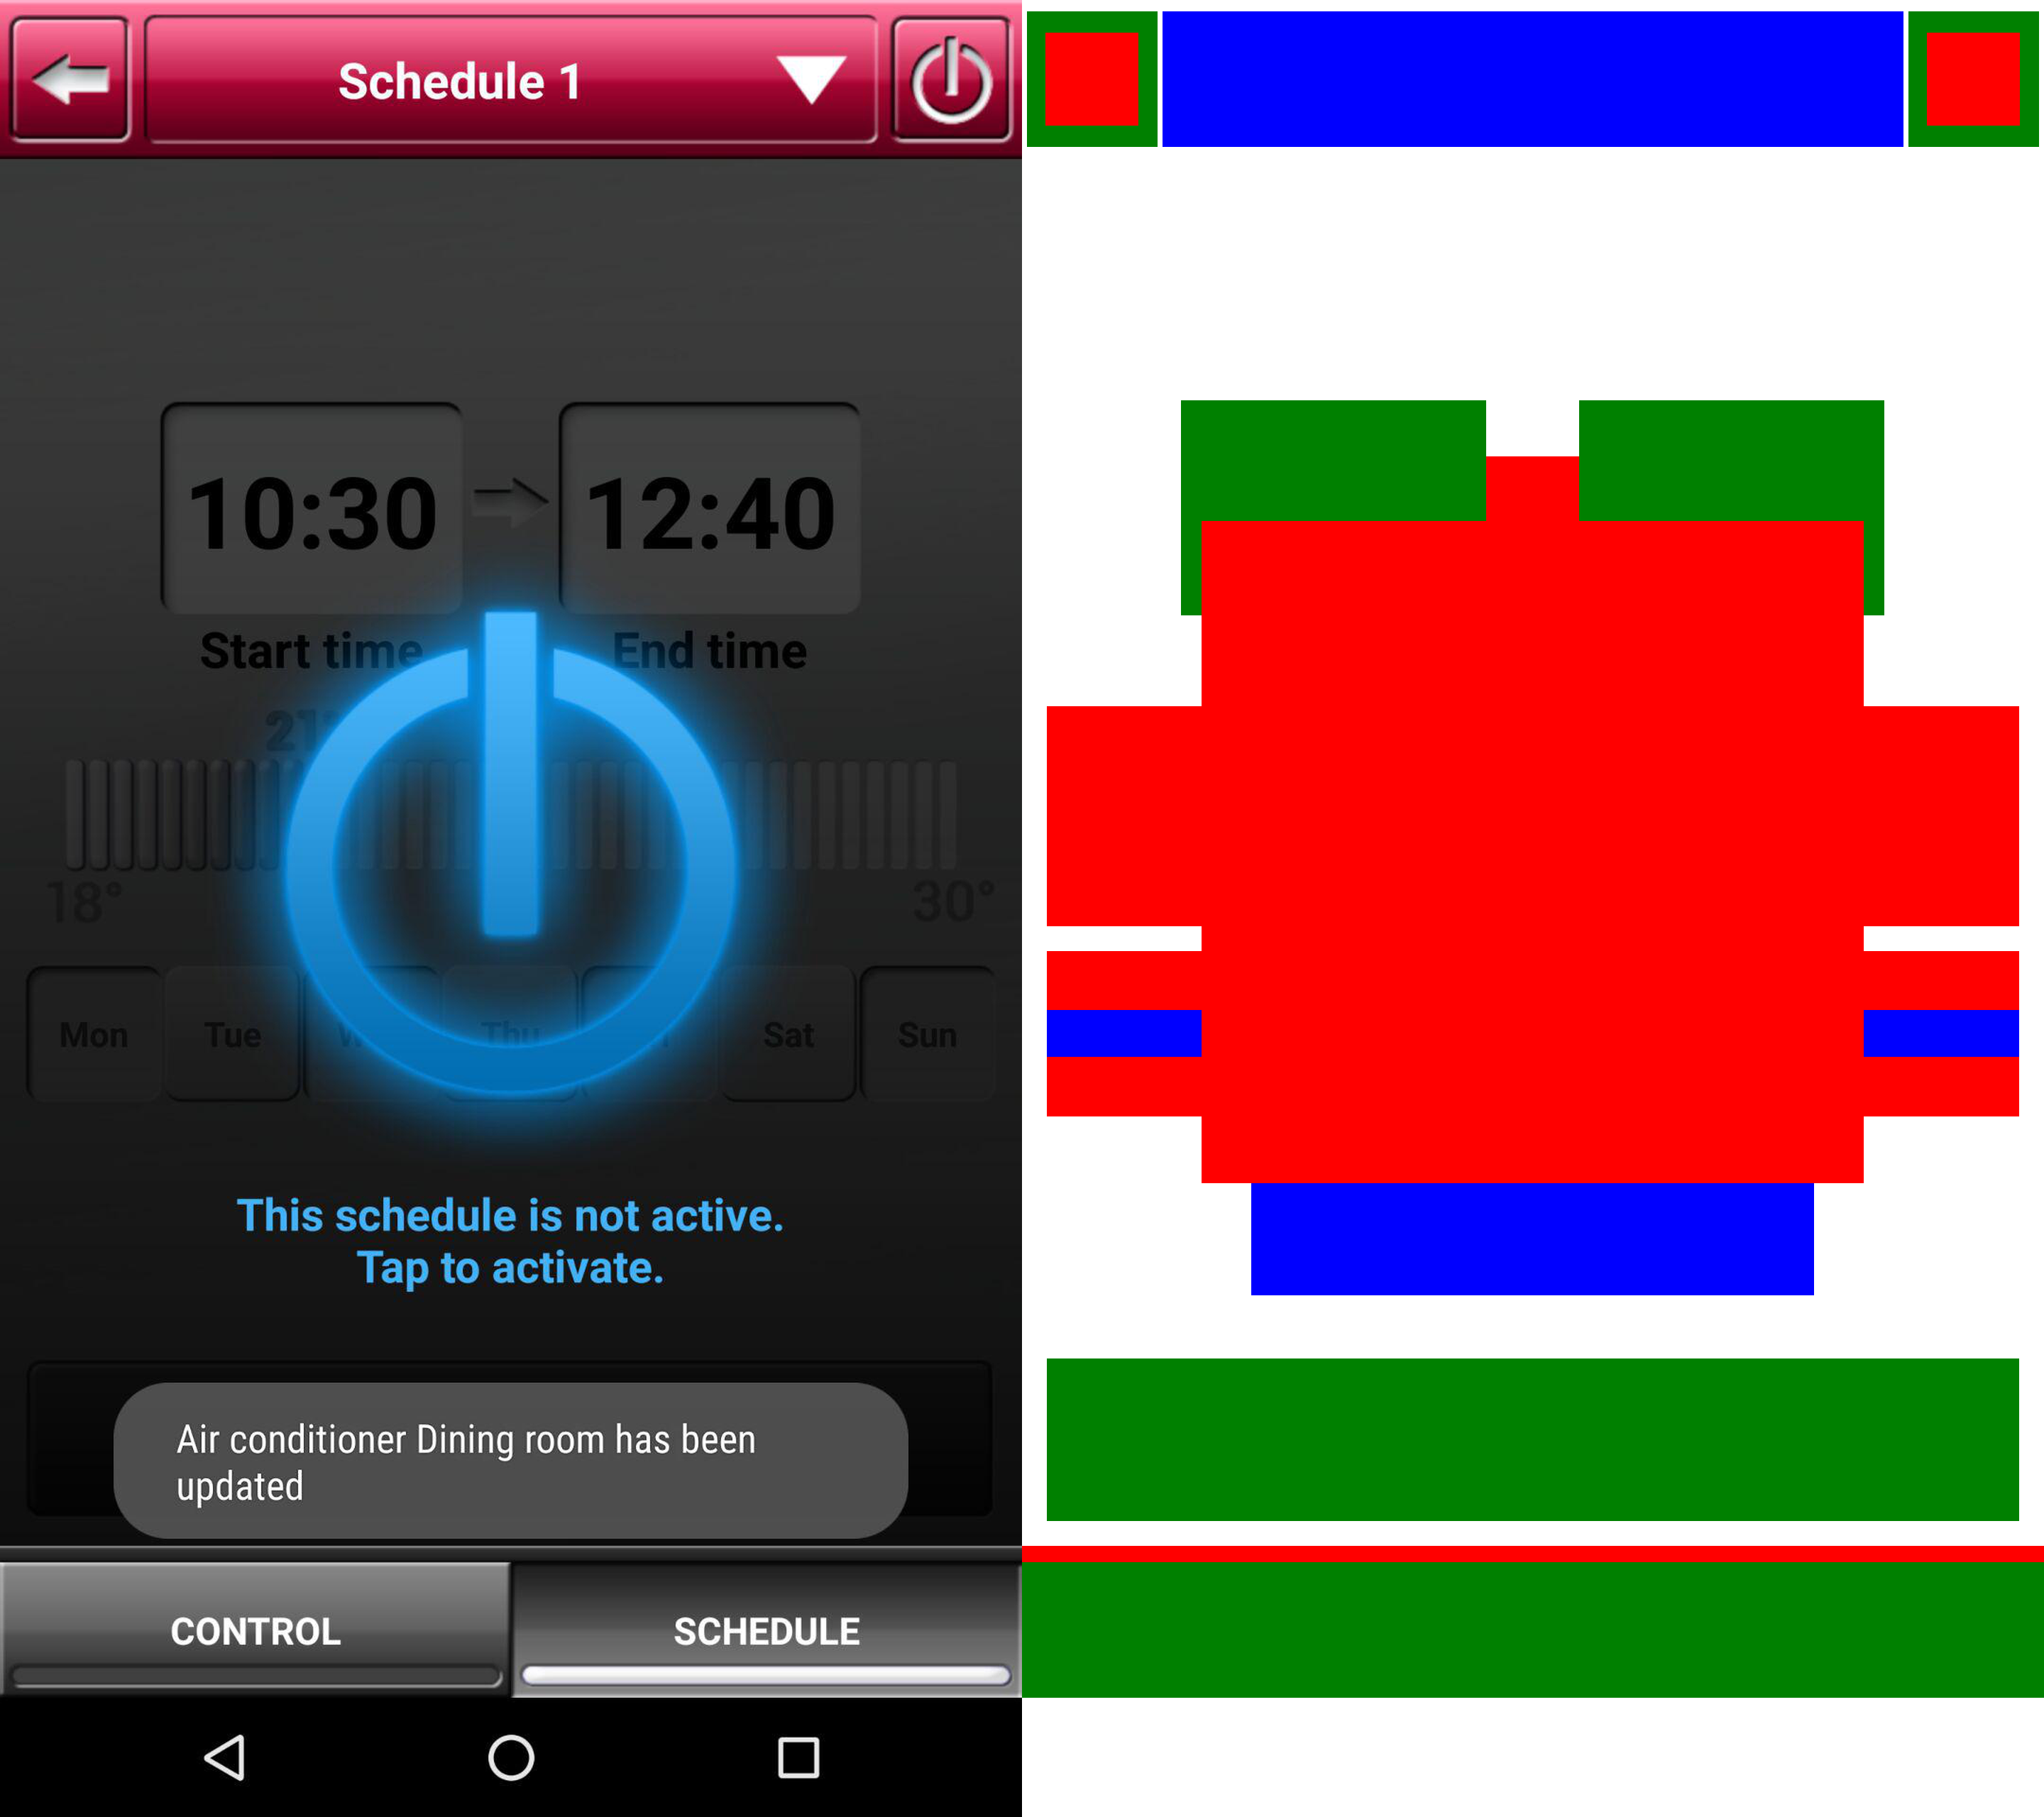 Schedule 1
10:30
12:40
Start time
End time
18°
30°
Mon
Tue
Thu
Sat
Sun
This schedule is not active.
Tap to activate.
Air conditioner Dining room has been
updated
CONTROL
SCHEDULE